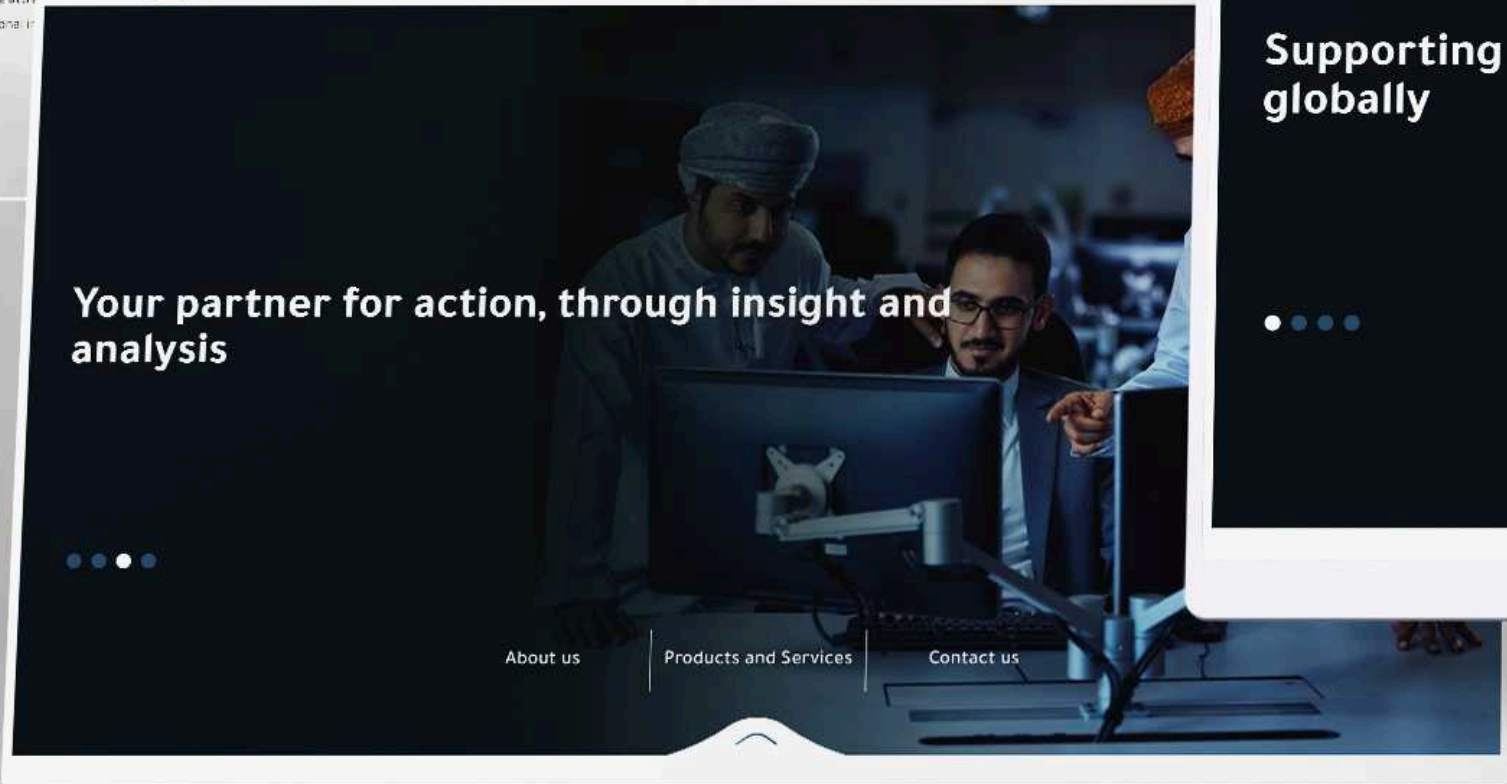 Your partner for action, through insight and
analysis
About us
Products and Services
Contact us
Supporting
globally